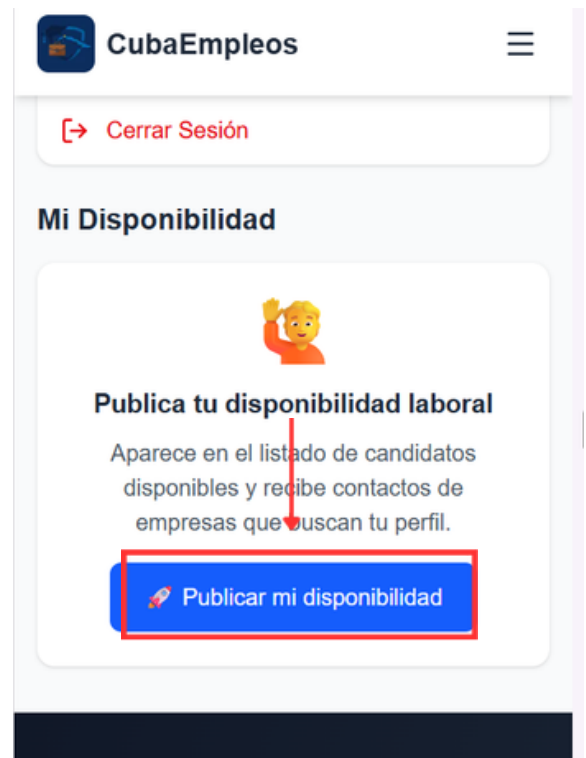 CubaEmpleos
Cerrar Sesión
Mi Disponibilidad
Publica tu disponibilidad laboral
Aparece en el listado de candidatos
disponibles y recibe contactos de
empresas que buscan tu perfil.
Publicar mi disponibilidad